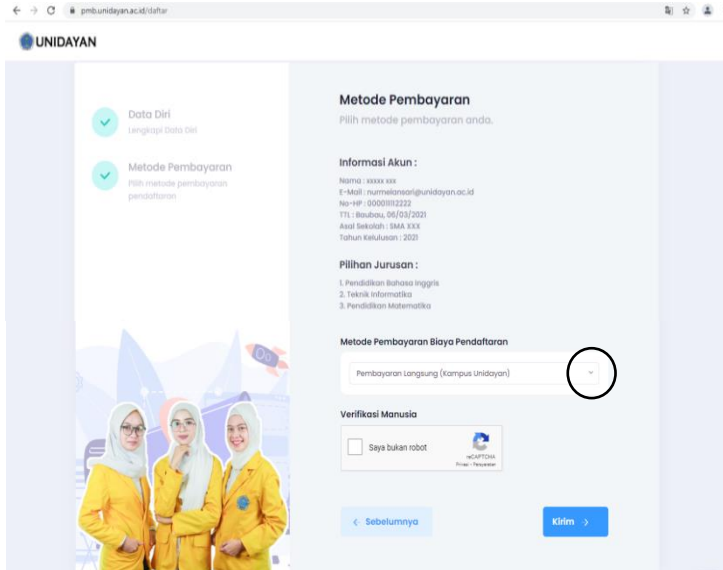 pmb.unidayan.ac.id/daftar
UNIDAYAN
Data Diri
Lengkapi Data Diri
Metode Pembayaran
Pilih metode pembayaran
pendaftaran
Metode Pembayaran
Pilih metode pembayaran anda.
Informasi Akun :
Nama : xxxxx xxx
E-Mail : nurmelansari@unidayan.ac.id
No-HP : 000011112222
TTL : Baubau, 06/03/2021
Asal Sekolah : SMA XXX
Tahun Kelulusan : 2021
Pilihan Jurusan :
1. Pendidikan Bahasa Inggris
2. Teknik Informatika
3. Pendidikan Matematika
Metode Pembayaran Biaya Pendaftaran
Pembayaran Langsung (Kampus Unidayan)
Verifikasi Manusia
Saya bukan robot
reCAPTCHA
Privasi - Persyaratan
Sebelumnya
Kirim